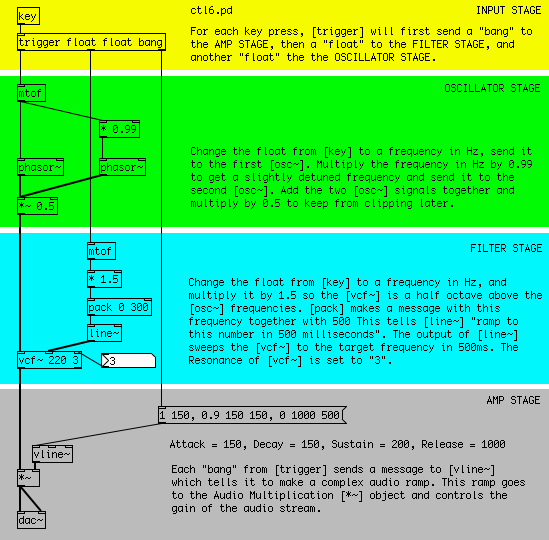 ctl6.pd
INPUT STAGE
key
For each key press, [trigger] will first send a "bang" to
the AMP STAGE, then a "float" to the FILTER STAGE, and
another "float" the the OSCILLATOR STAGE.
trigger float float bang
OSCILLATOR STAGE
mtof
* 0.99
Change the float from [key] to a frequency in Hz, send it
to the first [osc~]. Multiply the frequency in Hz by 0.99
to get a slightly detuned frequency and send it to the
second [osc~]. Add the two [osc~] signals together and
multiply by 0.5 to keep from clipping later.
phasor~
phasor~
*~ 0.5
FILTER STAGE
mtof
* 1.5
pack 0 300
line~
Change the float from [key] to a frequency in Hz, and
multiply it by 1.5 so the [vcf~] is a half octave above the
[osc~] frequencies. [pack] makes a message with this
frequency together with 500 This tells [line~] "ramp to
this number in 500 milliseconds". The output of [line~]
sweeps the [vcf~] to the target frequency in 500ms. The
Resonance of [vcf~] is set to "3".
vcf~ 220 3
>3
AMP STAGE
1 150, 0.9 150 150, 0 1000 500
Attack = 150, Decay = 150, Sustain = 200, Release = 1000
vline~
Each "bang" from [trigger] sends a message to [vline~]
which tells it to make a complex audio ramp. This ramp goes
to the Audio Multiplication [*~] object and controls the
gain of the audio stream.
*~
dac~